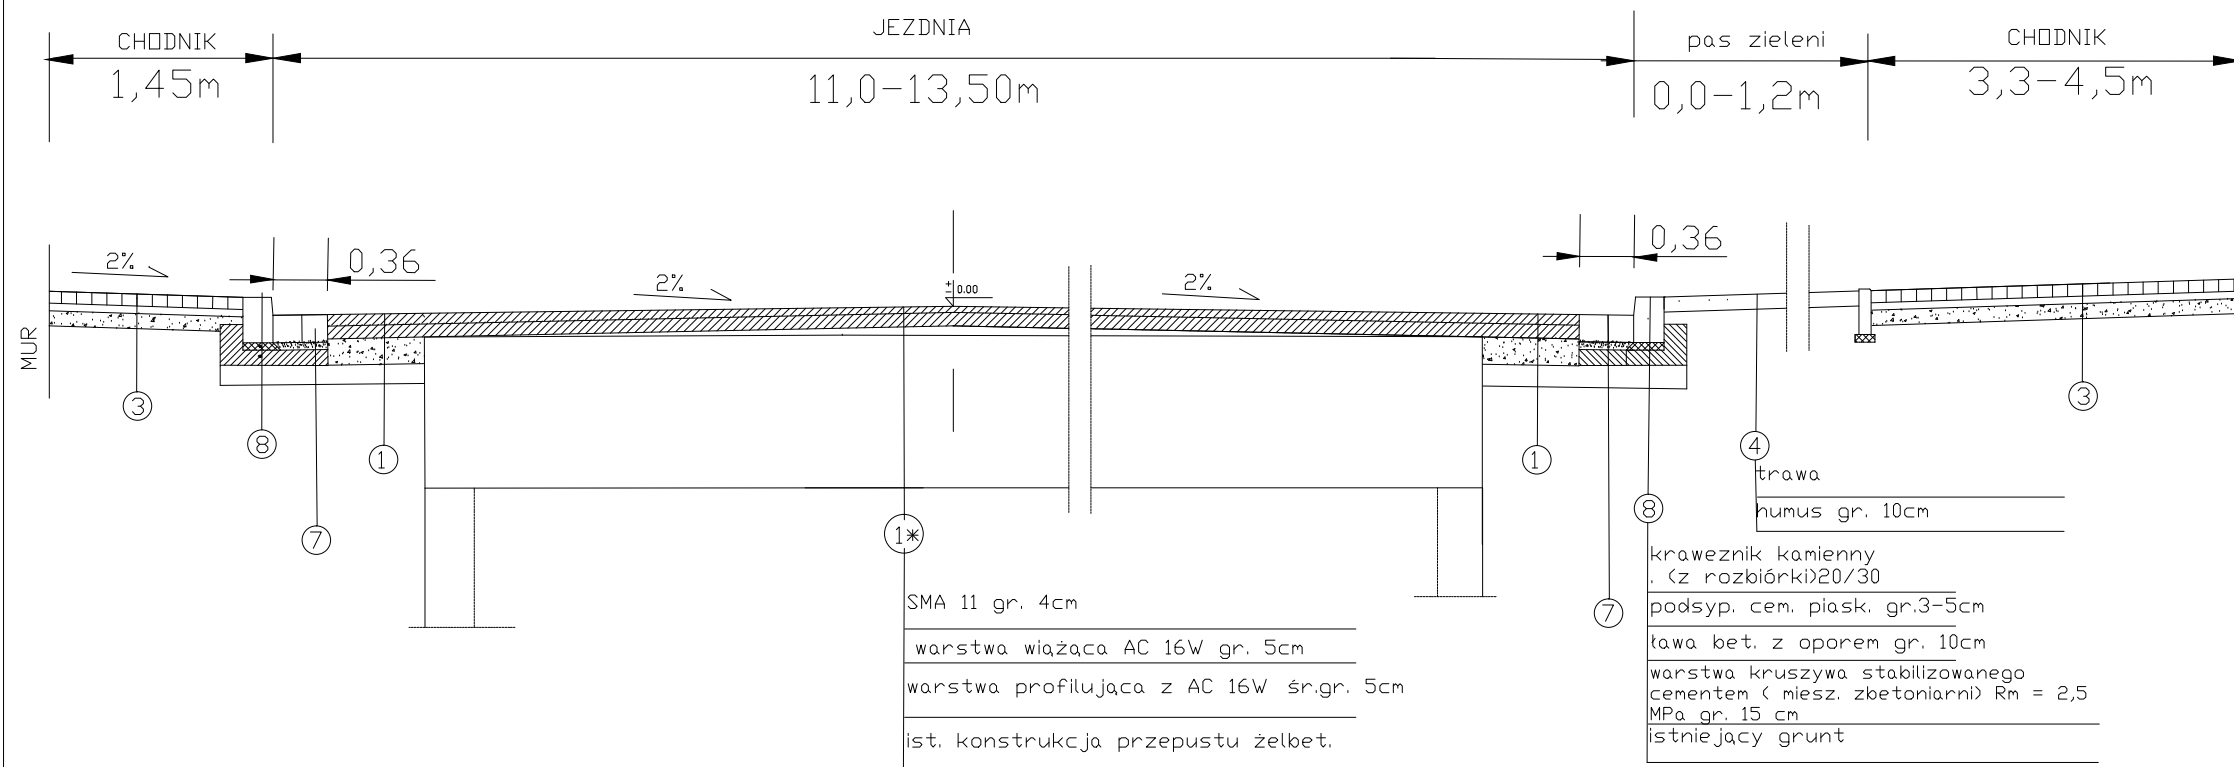 CHODNIK
1,45m
JEZDNIA
11,0-13,50m
pas zieleni
0,0-1,2m
CHODNIK
3,3-4,5m
2%
0,36
2%
± 0.00
2%
0,36
MUR
3
8
7
1
1*
1
7
8
4
3
trawa
humus gr. 10cm
SMA 11 gr. 4cm
warstwa wiążąca AC 16W gr. 5cm
warstwa profilująca z AC 16W śr.gr. 5cm
ist. konstrukcja przepustu żelbet.
kraweznik kamienny
. (z rozbiórki)20/30
podsyp. cem. piask. gr.3-5cm
ława bet. z oporem gr. 10cm
warstwa kruszywa stabilizowanego
cementem ( miesz. zbetoniarni) Rm = 2,5
MPa gr. 15 cm
istniejący grunt